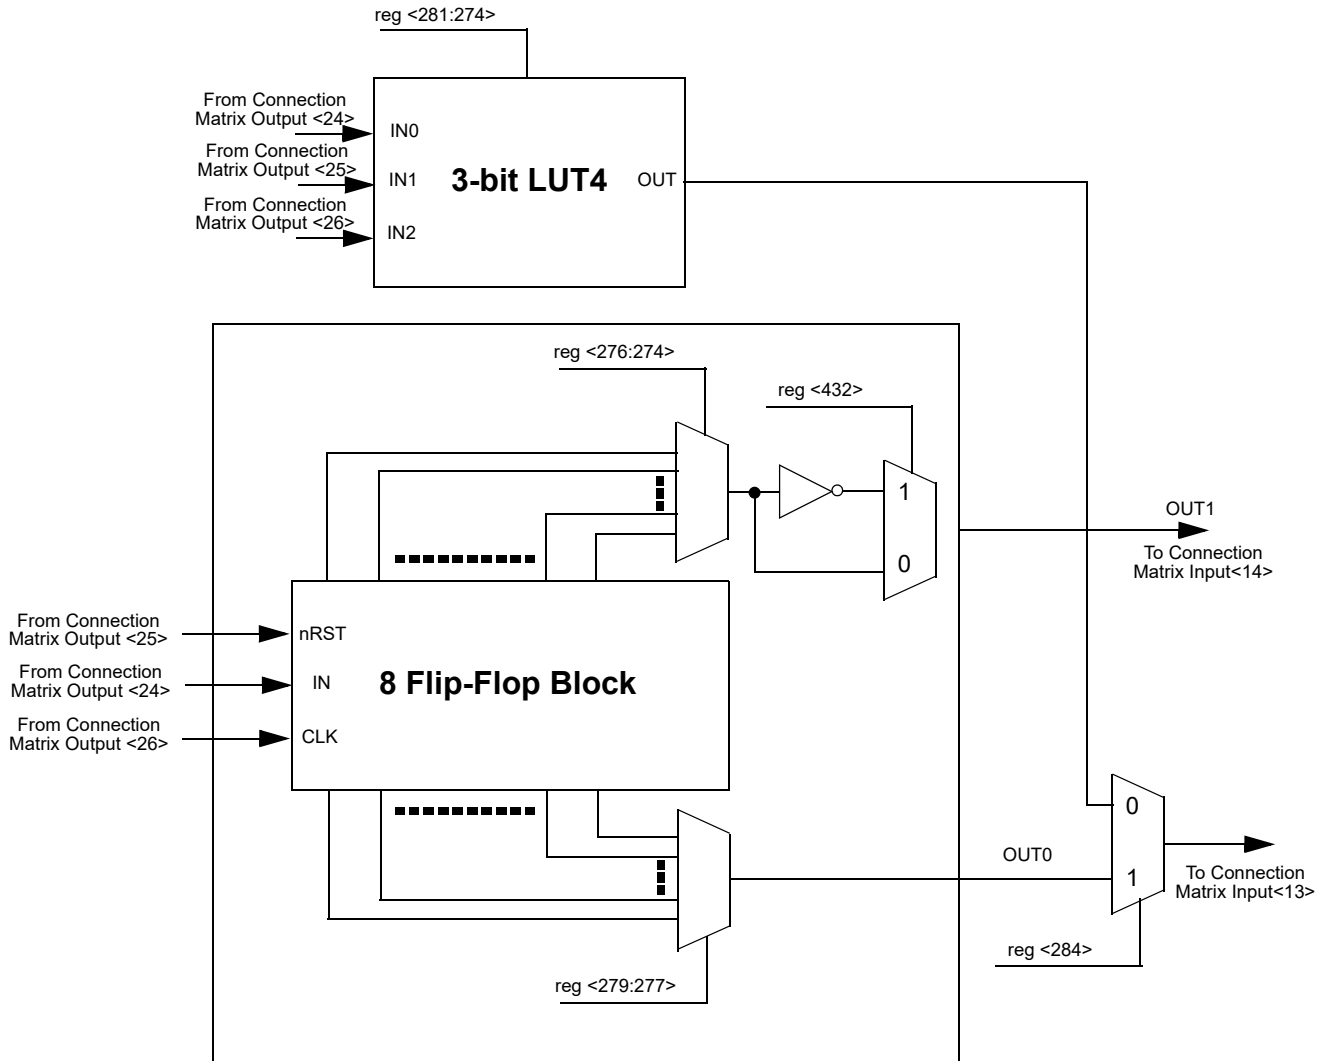 reg <281:274>
From Connection
Matrix Output <24>
IN0
From Connection
Matrix Output <25>
IN1
3-bit LUT4
OUT
From Connection
Matrix Output <26>
IN2
reg <276:274>
reg <432>
1
0
OUT1
To Connection
Matrix Input<14>
From Connection
Matrix Output <25>
nRST
From Connection
Matrix Output <24>
IN
8 Flip-Flop Block
From Connection
Matrix Output <26>
CLK
0
OUT0
1
To Connection
Matrix Input<13>
reg <284>
reg <279:277>